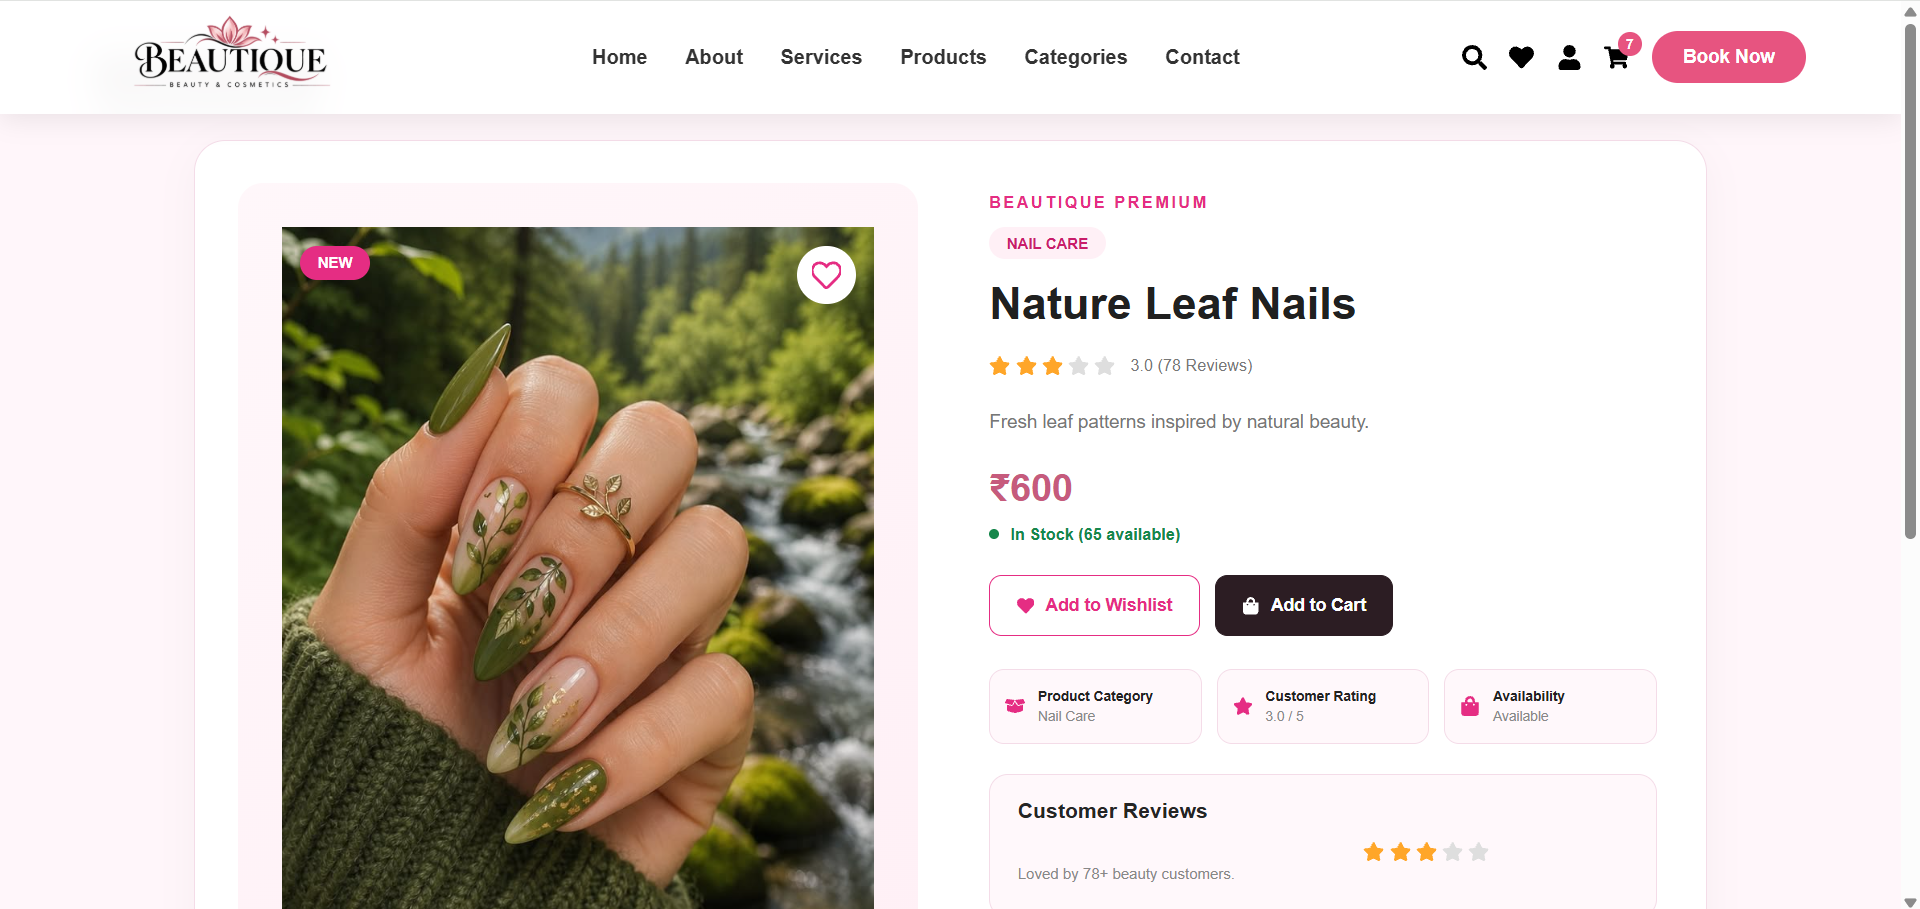 BEAUTIQUE
BEAUTY & COSMETICS
Home About Services Products Categories Contact
7
Book Now
NEW
BEAUTIQUE PREMIUM
NAIL CARE
Nature Leaf Nails
3.0 (78 Reviews)
Fresh leaf patterns inspired by natural beauty.
₹600
In Stock (65 available)
Add to Wishlist
Add to Cart
Product Category
Nail Care
Customer Rating
3.0 / 5
Availability
Available
Customer Reviews
Loved by 78+ beauty customers.